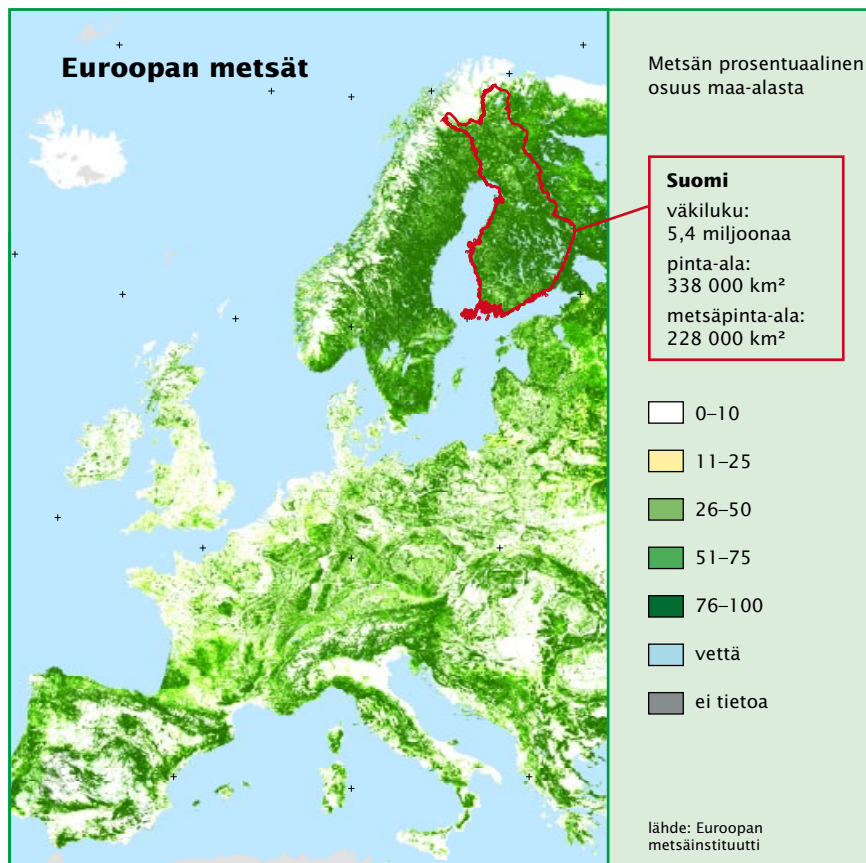 Euroopan metsät
Metsän prosentuaalinen
osuus maa-alasta
Suomi
väkiluku:
5,4 miljoonaa
pinta-ala:
338 000 km²
metsäpinta-ala:
228 000 km²
0–10
11–25
26–50
51–75
76–100
vettä
ei tietoa
lähde: Euroopan
metsäinstituutti